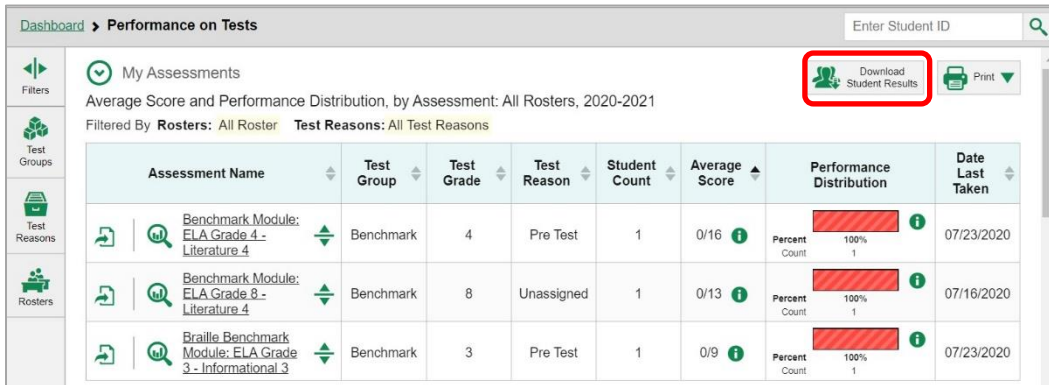 Dashboard > Performance on Tests
Enter Student ID
Filters
Test
Groups
Test
Reasons
Rosters
My Assessments
Download
Student Results
Print
Average Score and Performance Distribution, by Assessment: All Rosters, 2020-2021
Filtered By Rosters: All Roster Test Reasons: All Test Reasons
Assessment Name
Test
Group
Test
Grade
Test
Reason
Student
Count
Average
Score
Performance
Distribution
Date
Last
Taken
Benchmark Module:
ELA Grade 4 -
Literature 4
Benchmark
4
Pre Test
1
0/16
Percent 100%
Count 1
07/23/2020
Benchmark Module:
ELA Grade 8 -
Literature 4
Benchmark
8
Unassigned
1
0/13
Percent 100%
Count 1
07/16/2020
Braille Benchmark
Module: ELA Grade
3 - Informational 3
Benchmark
3
Pre Test
1
0/9
Percent 100%
Count 1
07/23/2020